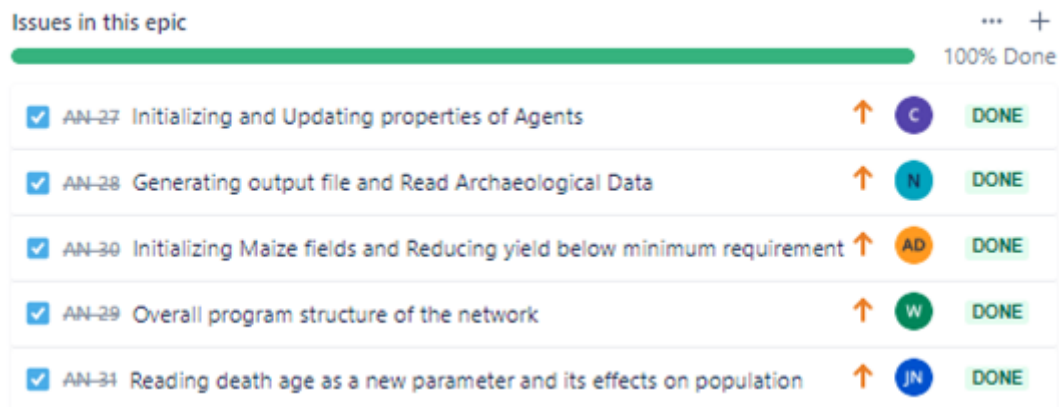 Issues in this epic
100% Done
AN-27 Initializing and Updating properties of Agents C DONE
AN-28 Generating output file and Read Archaeological Data N DONE
AN-30 Initializing Maize fields and Reducing yield below minimum requirement AD DONE
AN-29 Overall program structure of the network W DONE
AN-31 Reading death age as a new parameter and its effects on population JN DONE